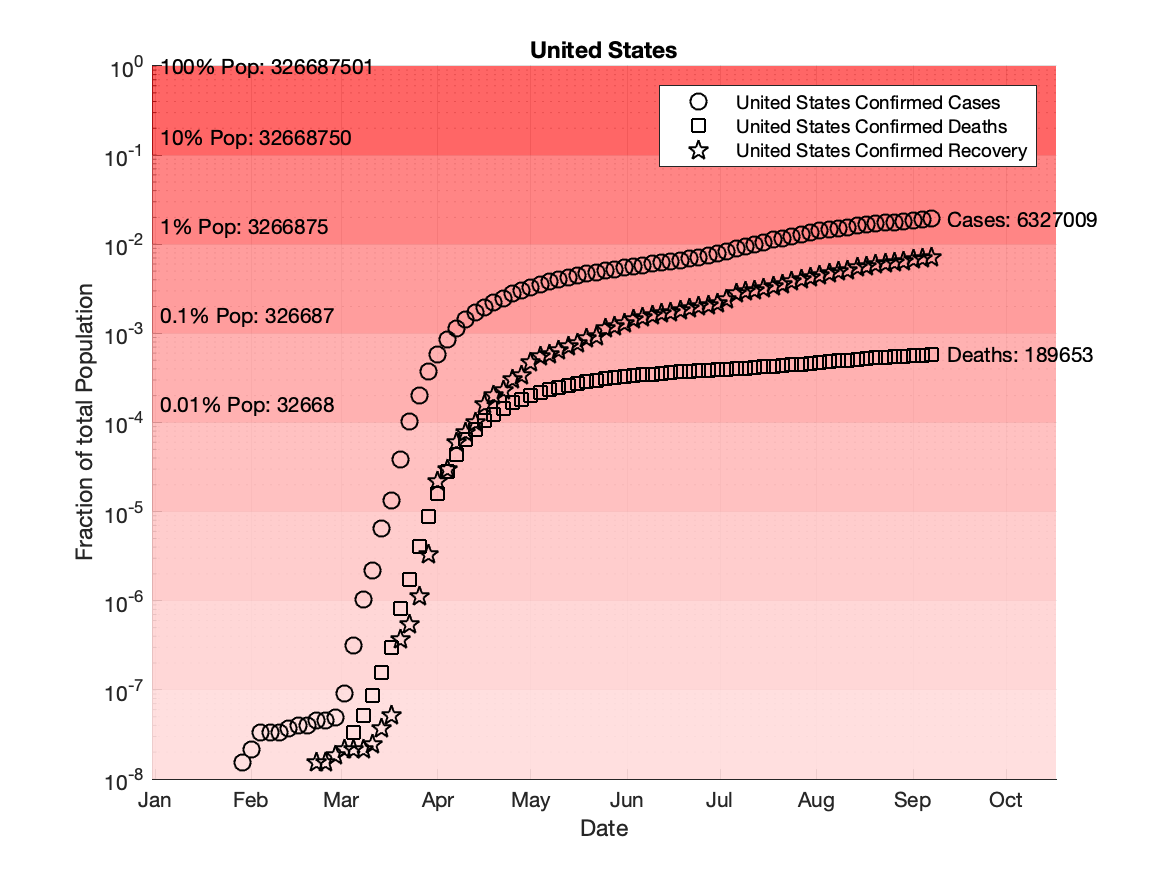 United States
100% Pop: 326687501
10% Pop: 32668750
1% Pop: 3266875
0.1% Pop: 326687
0.01% Pop: 32668
United States Confirmed Cases
United States Confirmed Deaths
United States Confirmed Recovery
Cases: 6327009
Deaths: 189653
Fraction of total Population
10^0
10^-1
10^-2
10^-3
10^-4
10^-5
10^-6
10^-7
10^-8
Jan Feb Mar Apr May Jun Jul Aug Sep Oct
Date